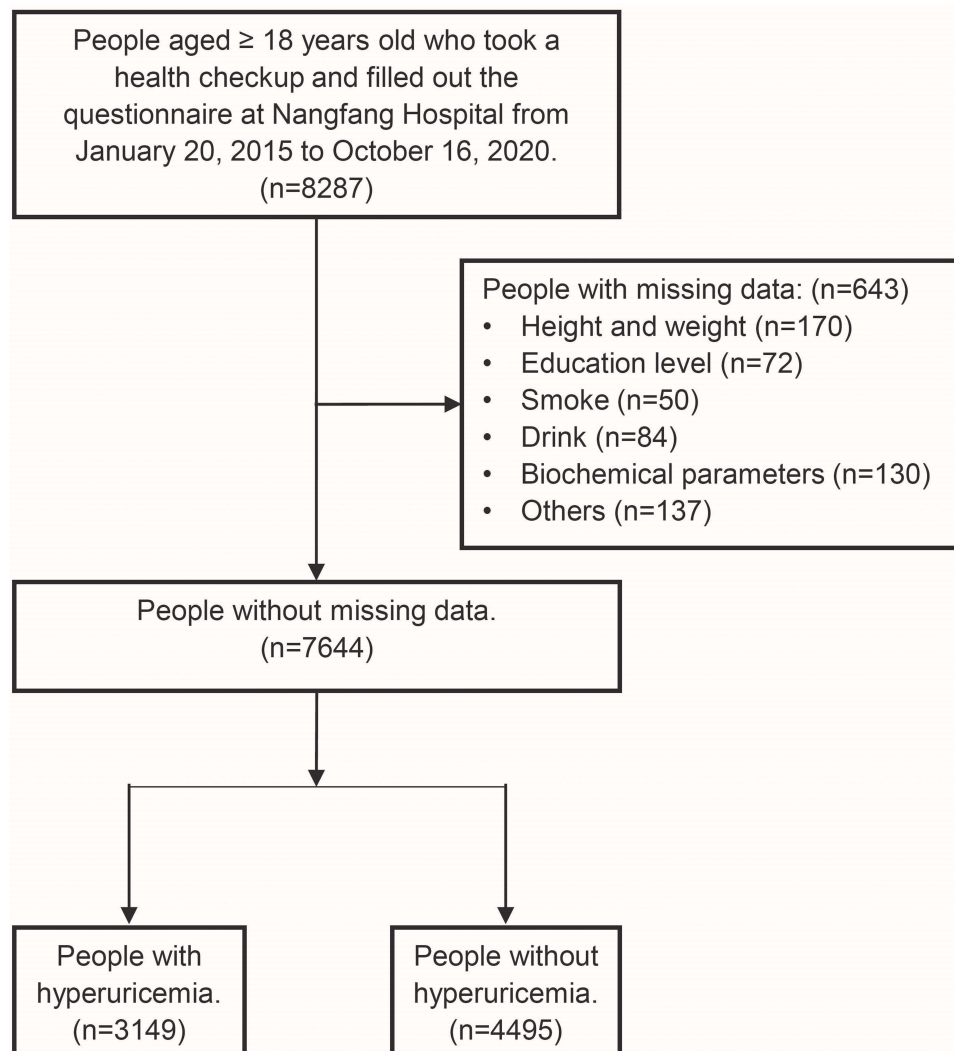 People aged ≥ 18 years old who took a
health checkup and filled out the
questionnaire at Nangfang Hospital from
January 20, 2015 to October 16, 2020.
(n=8287)
People with missing data: (n=643)
• Height and weight (n=170)
• Education level (n=72)
• Smoke (n=50)
• Drink (n=84)
• Biochemical parameters (n=130)
• Others (n=137)
People without missing data.
(n=7644)
People with
hyperuricemia.
(n=3149)
People without
hyperuricemia.
(n=4495)